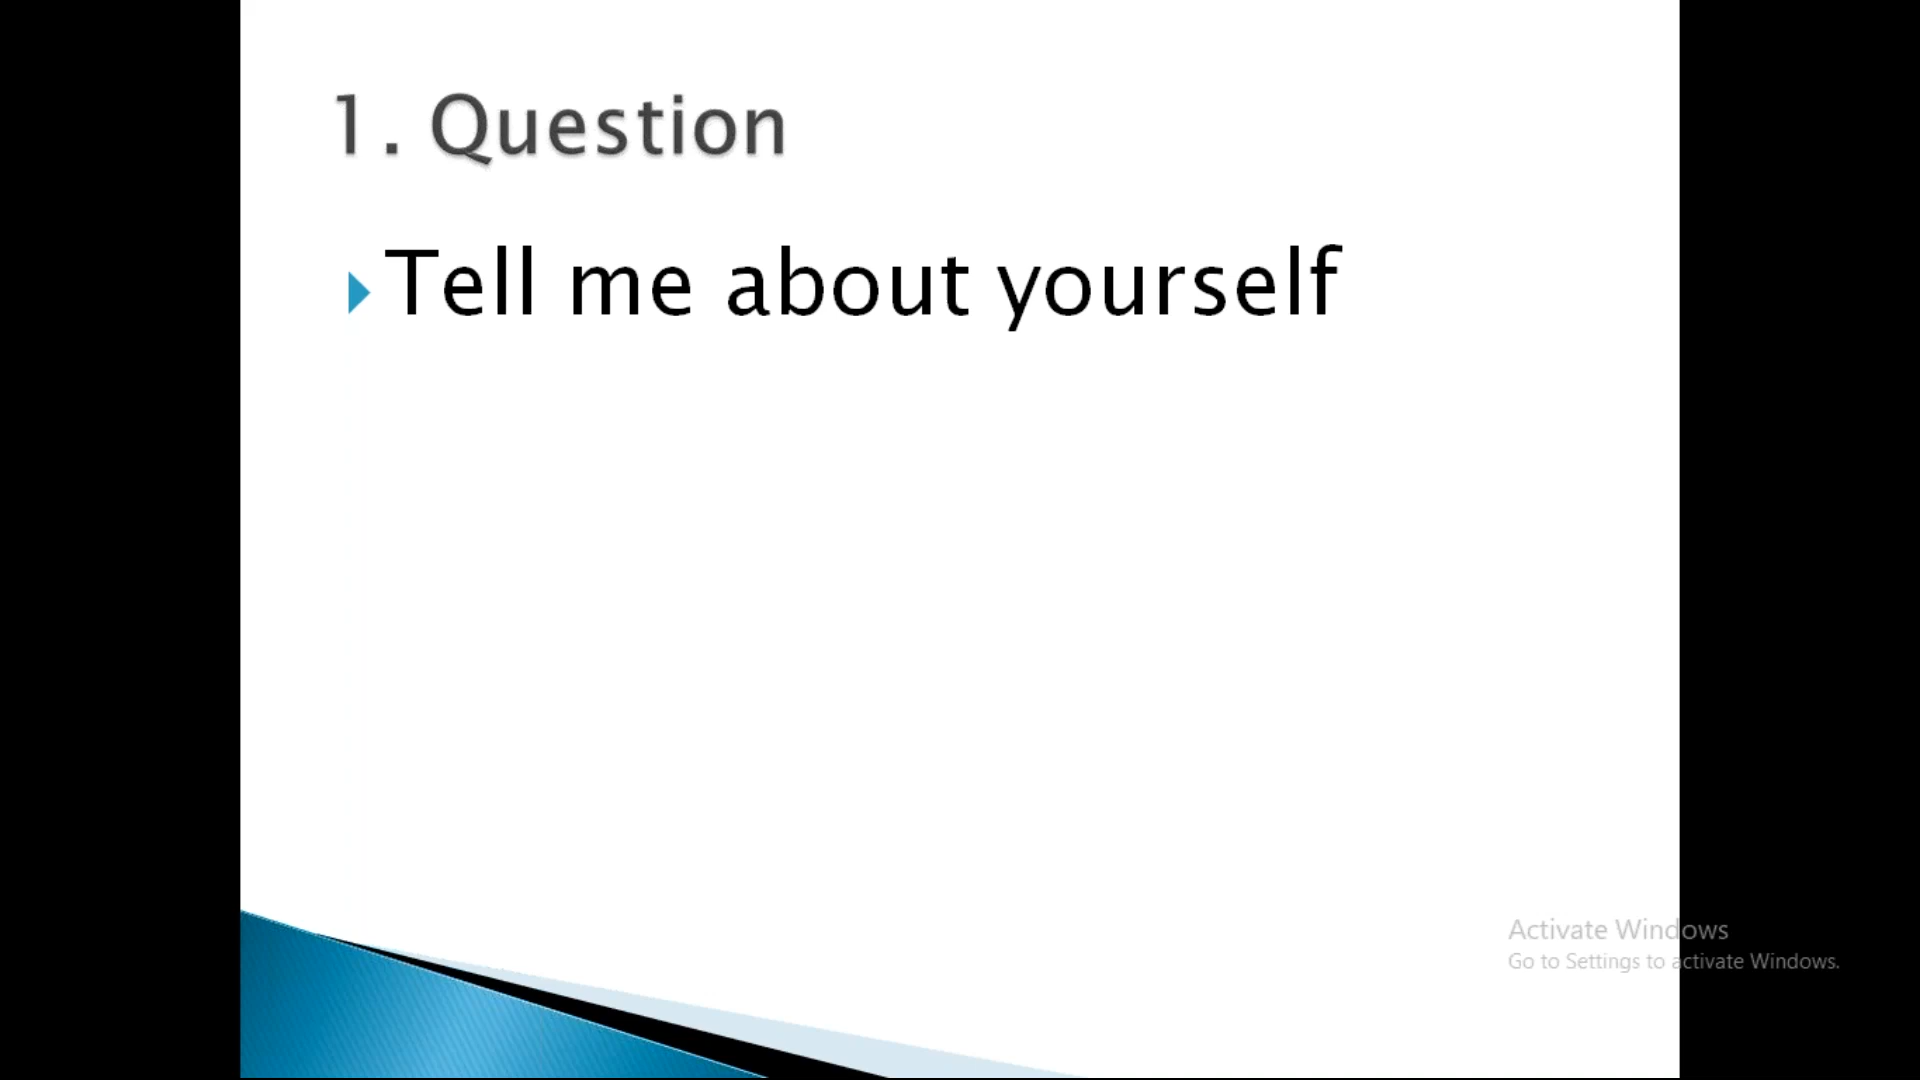 1. Question
Tell me about yourself
Activate Windows
Go to Settings to activate Windows.